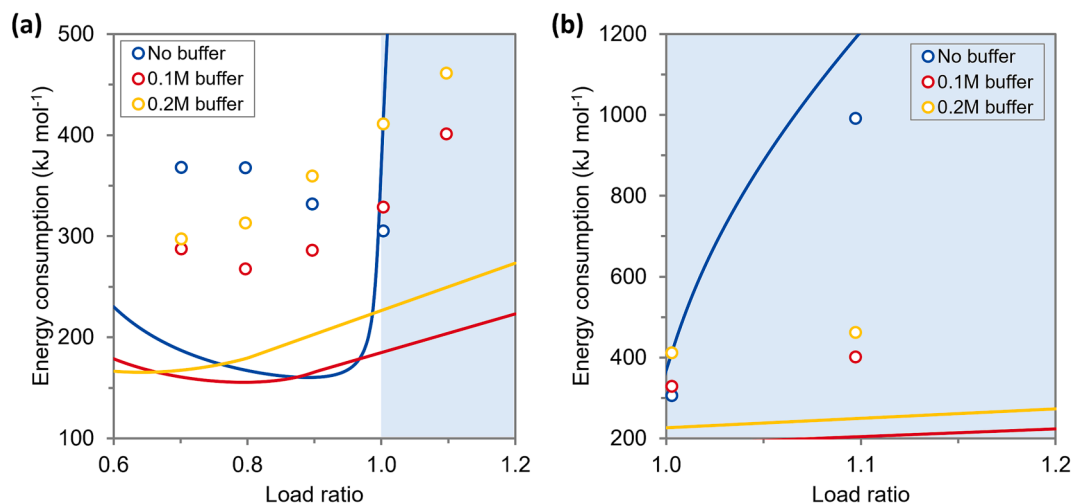 (a)
500
400
300
200
100
Energy consumption (kJ mol⁻¹)
No buffer
0.1M buffer
0.2M buffer
0.6
0.8
1.0
1.2
Load ratio
(b)
1200
1000
800
600
400
200
Energy consumption (kJ mol⁻¹)
No buffer
0.1M buffer
0.2M buffer
1.0
1.1
1.2
Load ratio